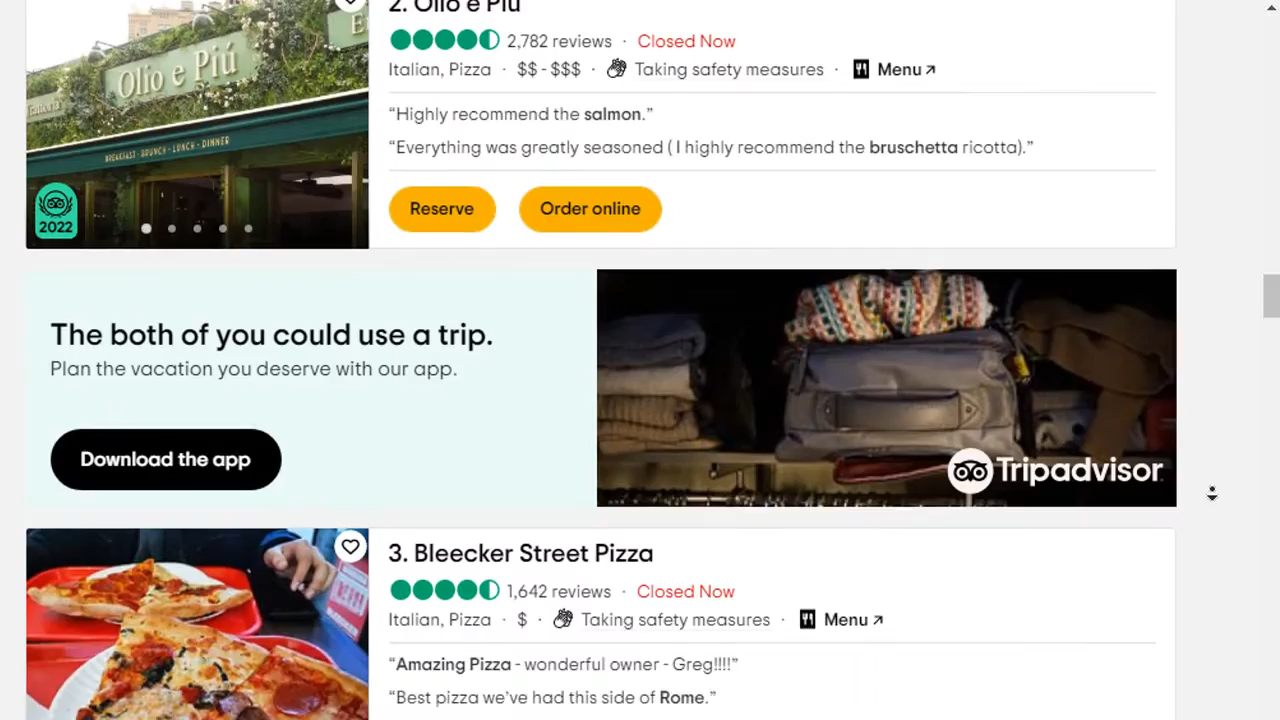 2. Olio e Più
2,782 reviews · Closed Now
Italian, Pizza · $$ - $$$ · Taking safety measures · Menu
"Highly recommend the salmon."
"Everything was greatly seasoned ( I highly recommend the bruschetta ricotta)."
Reserve
Order online
Olio e Piú
BREAKFAST · BRUNCH · LUNCH · DINNER
2022
The both of you could use a trip.
Plan the vacation you deserve with our app.
Download the app
Tripadvisor
3. Bleecker Street Pizza
1,642 reviews · Closed Now
Italian, Pizza · $ · Taking safety measures · Menu
"Amazing Pizza - wonderful owner - Greg!!!!"
"Best pizza we've had this side of Rome."